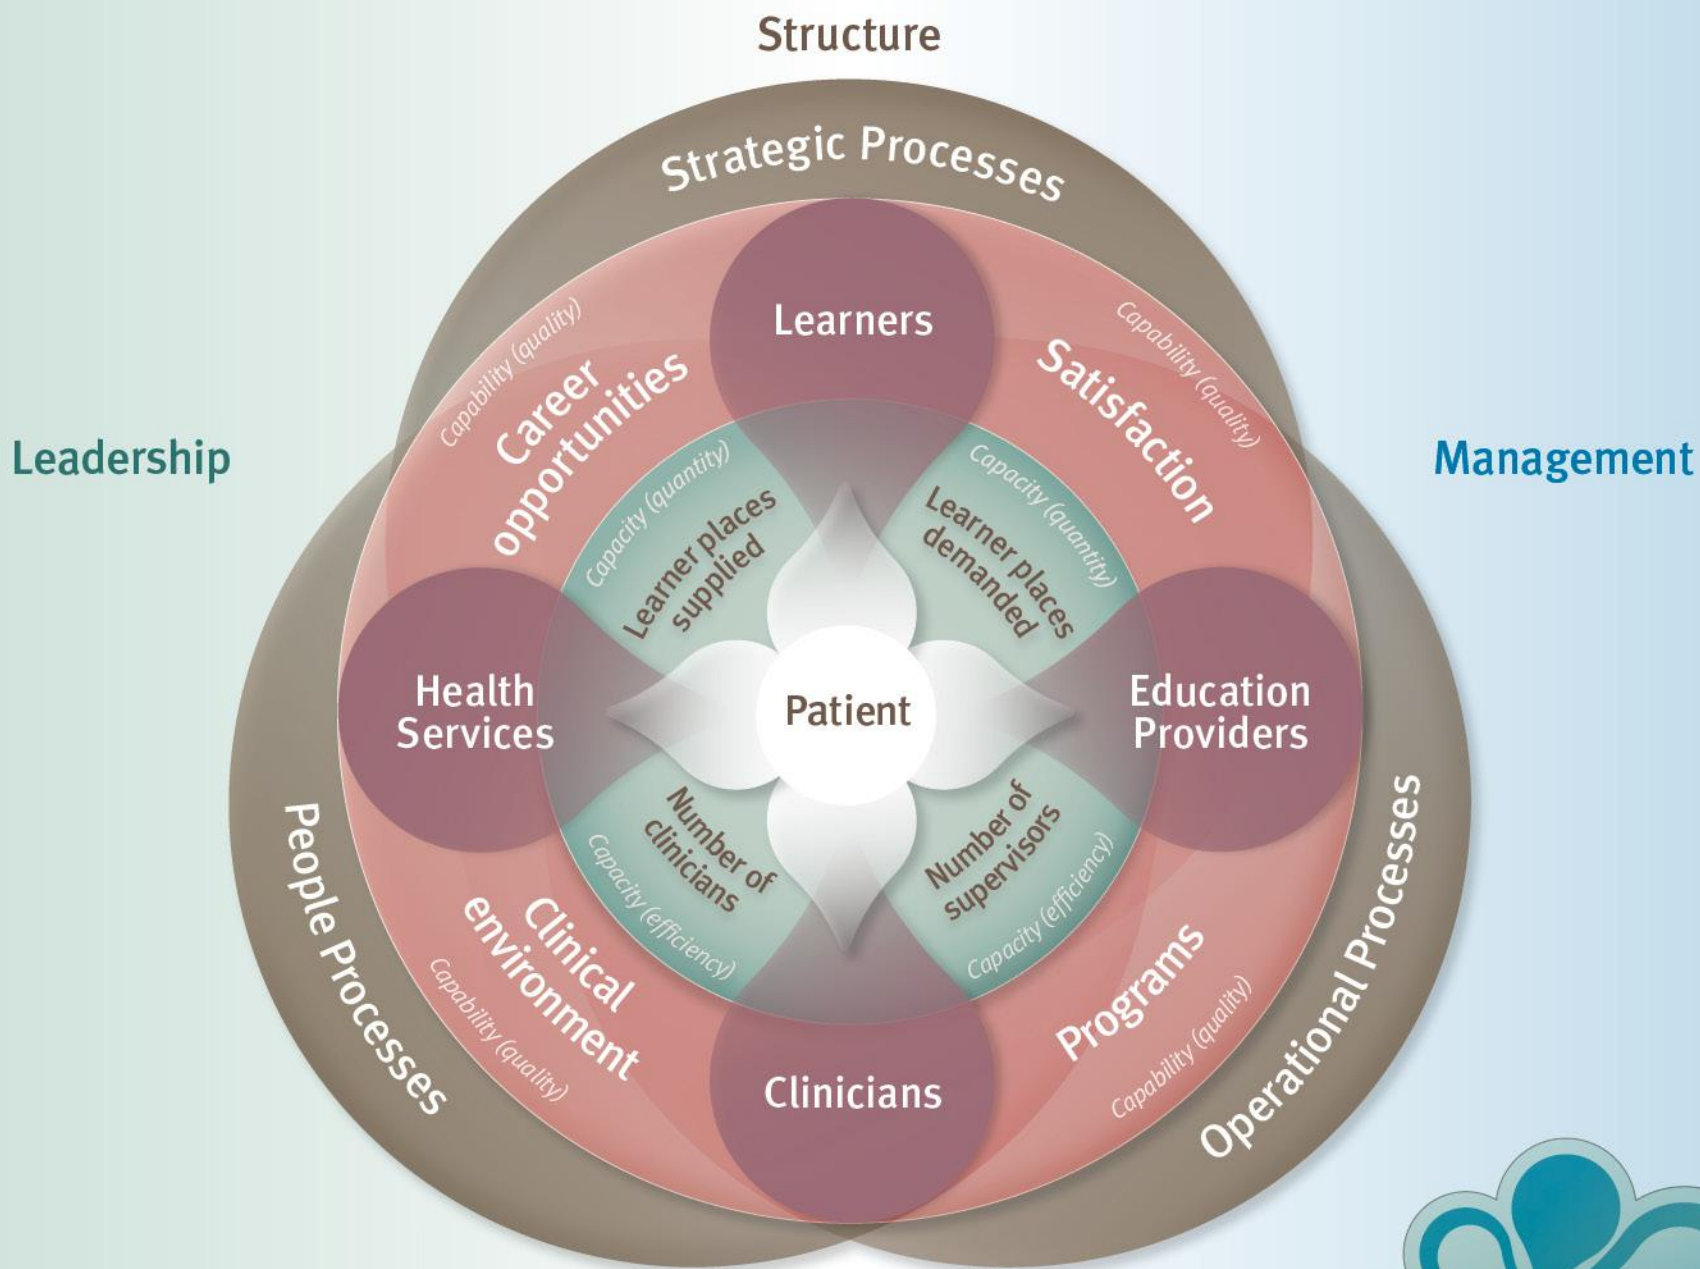 Structure
Strategic Processes
Learners
Capability (quality)
Career
opportunities
Capability (quality)
Satisfaction
Leadership
Management
Capacity (quantity)
Learner places
supplied
Capacity (quantity)
Learner places
demanded
Health
Services
Patient
Education
Providers
Number of
clinicians
Capacity (efficiency)
Number of
supervisors
Capacity (efficiency)
People Processes
Clinical
environment
Capability (quality)
Programs
Capability (quality)
Operational Processes
Clinicians